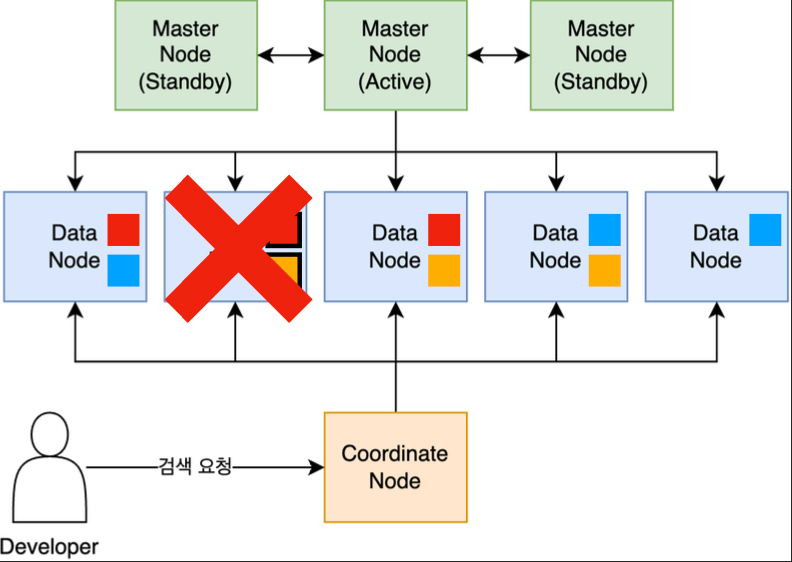 Master
Node
(Standby)
Master
Node
(Active)
Master
Node
(Standby)
Data
Node
Data
Node
Data
Node
Data
Node
검색 요청
Coordinate
Node
Developer